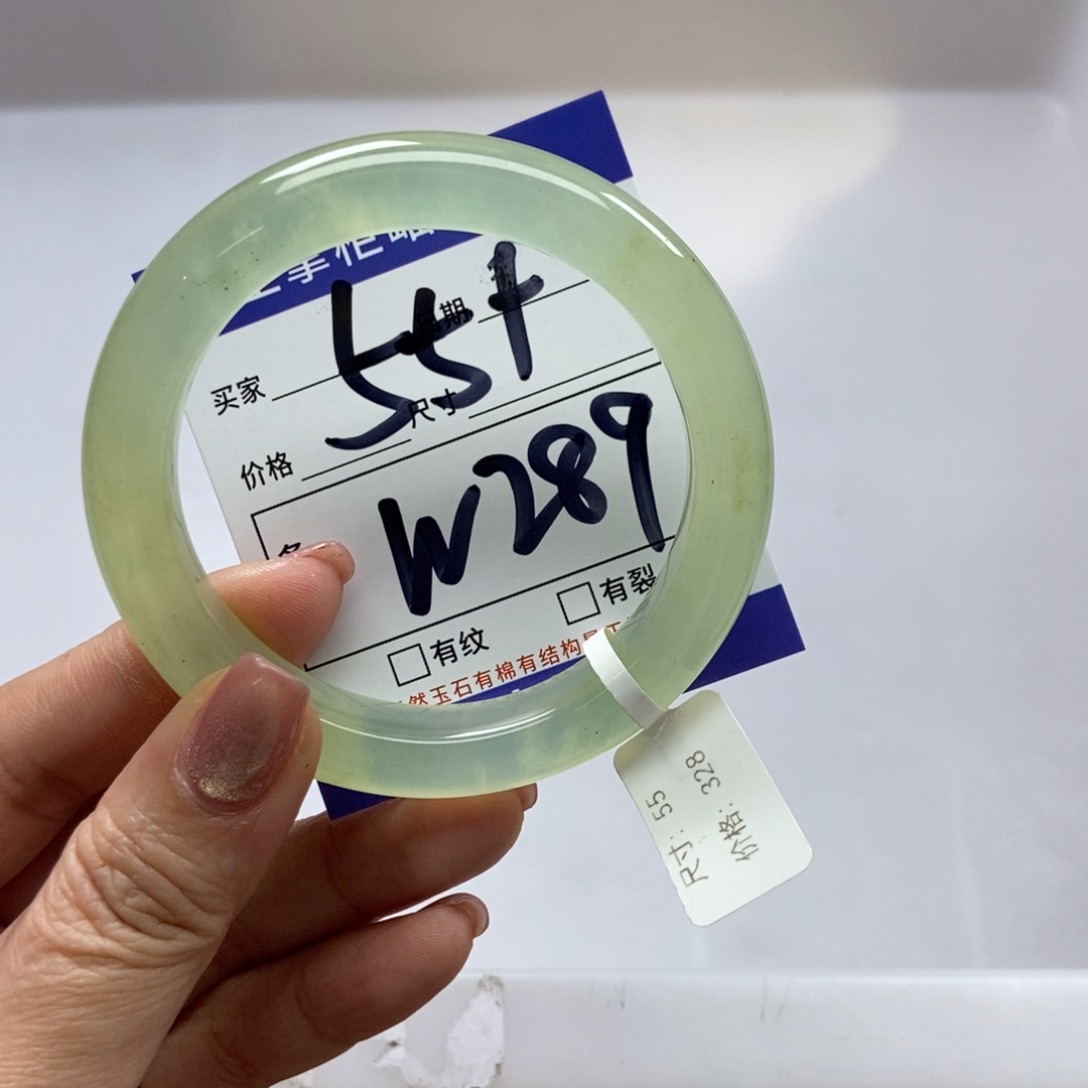 掌柜
55+
日期
买家
尺寸
价格
W289
有裂
有纹
然玉石有棉有结构
尺寸：55
价格：328